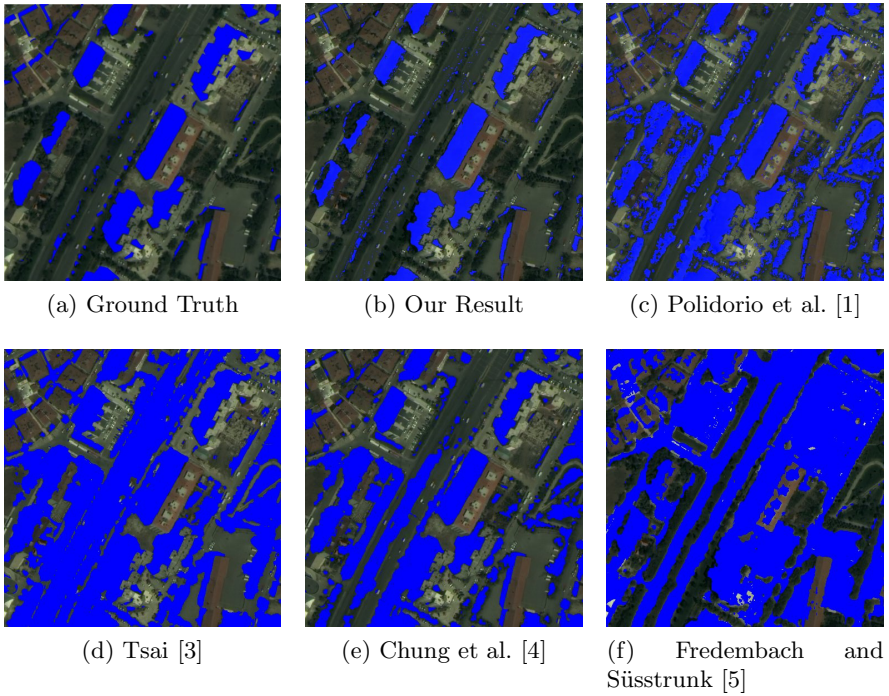 (a) Ground Truth
(b) Our Result
(c) Polidorio et al. [1]
(d) Tsai [3]
(e) Chung et al. [4]
(f) Fredembach and
Süsstrunk [5]